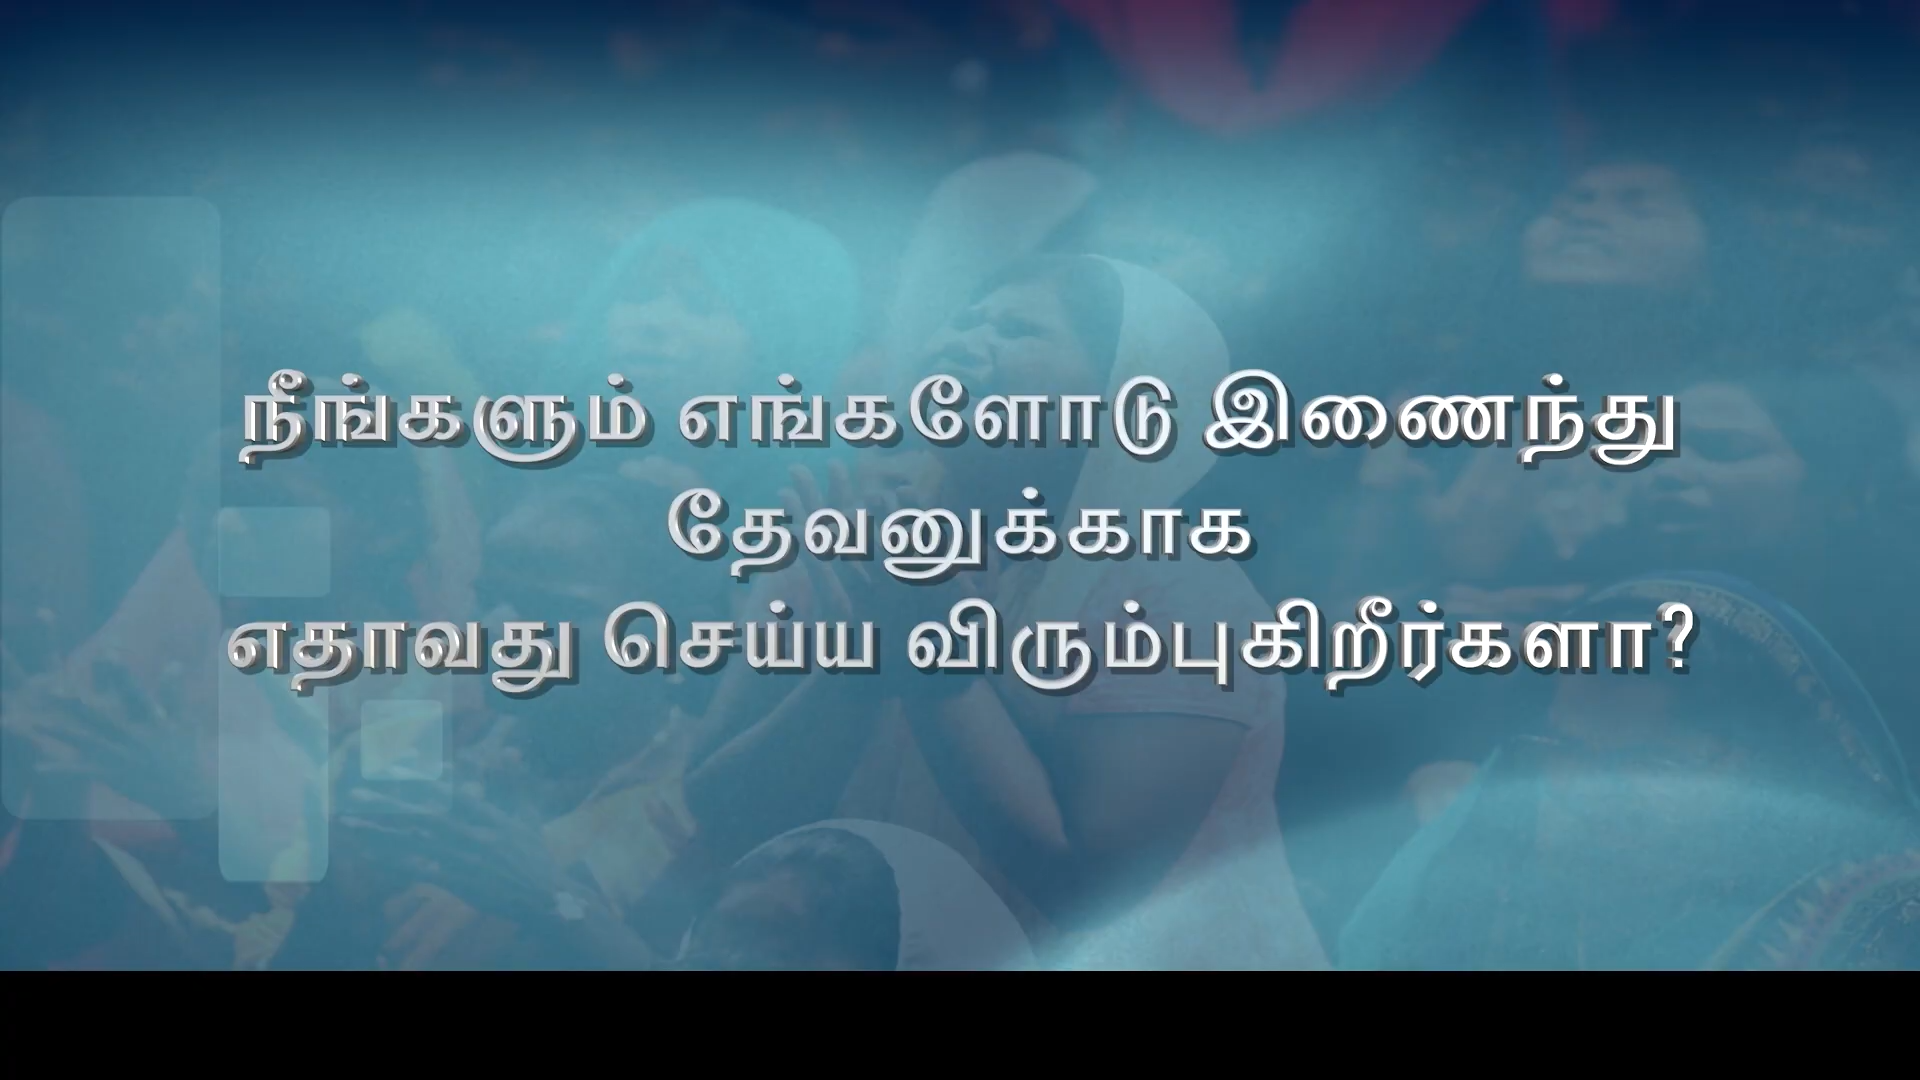 நீங்களும் எங்களோடு இணைந்து
தேவனுக்காக
எதாவது செய்ய விரும்புகிறீர்களா?